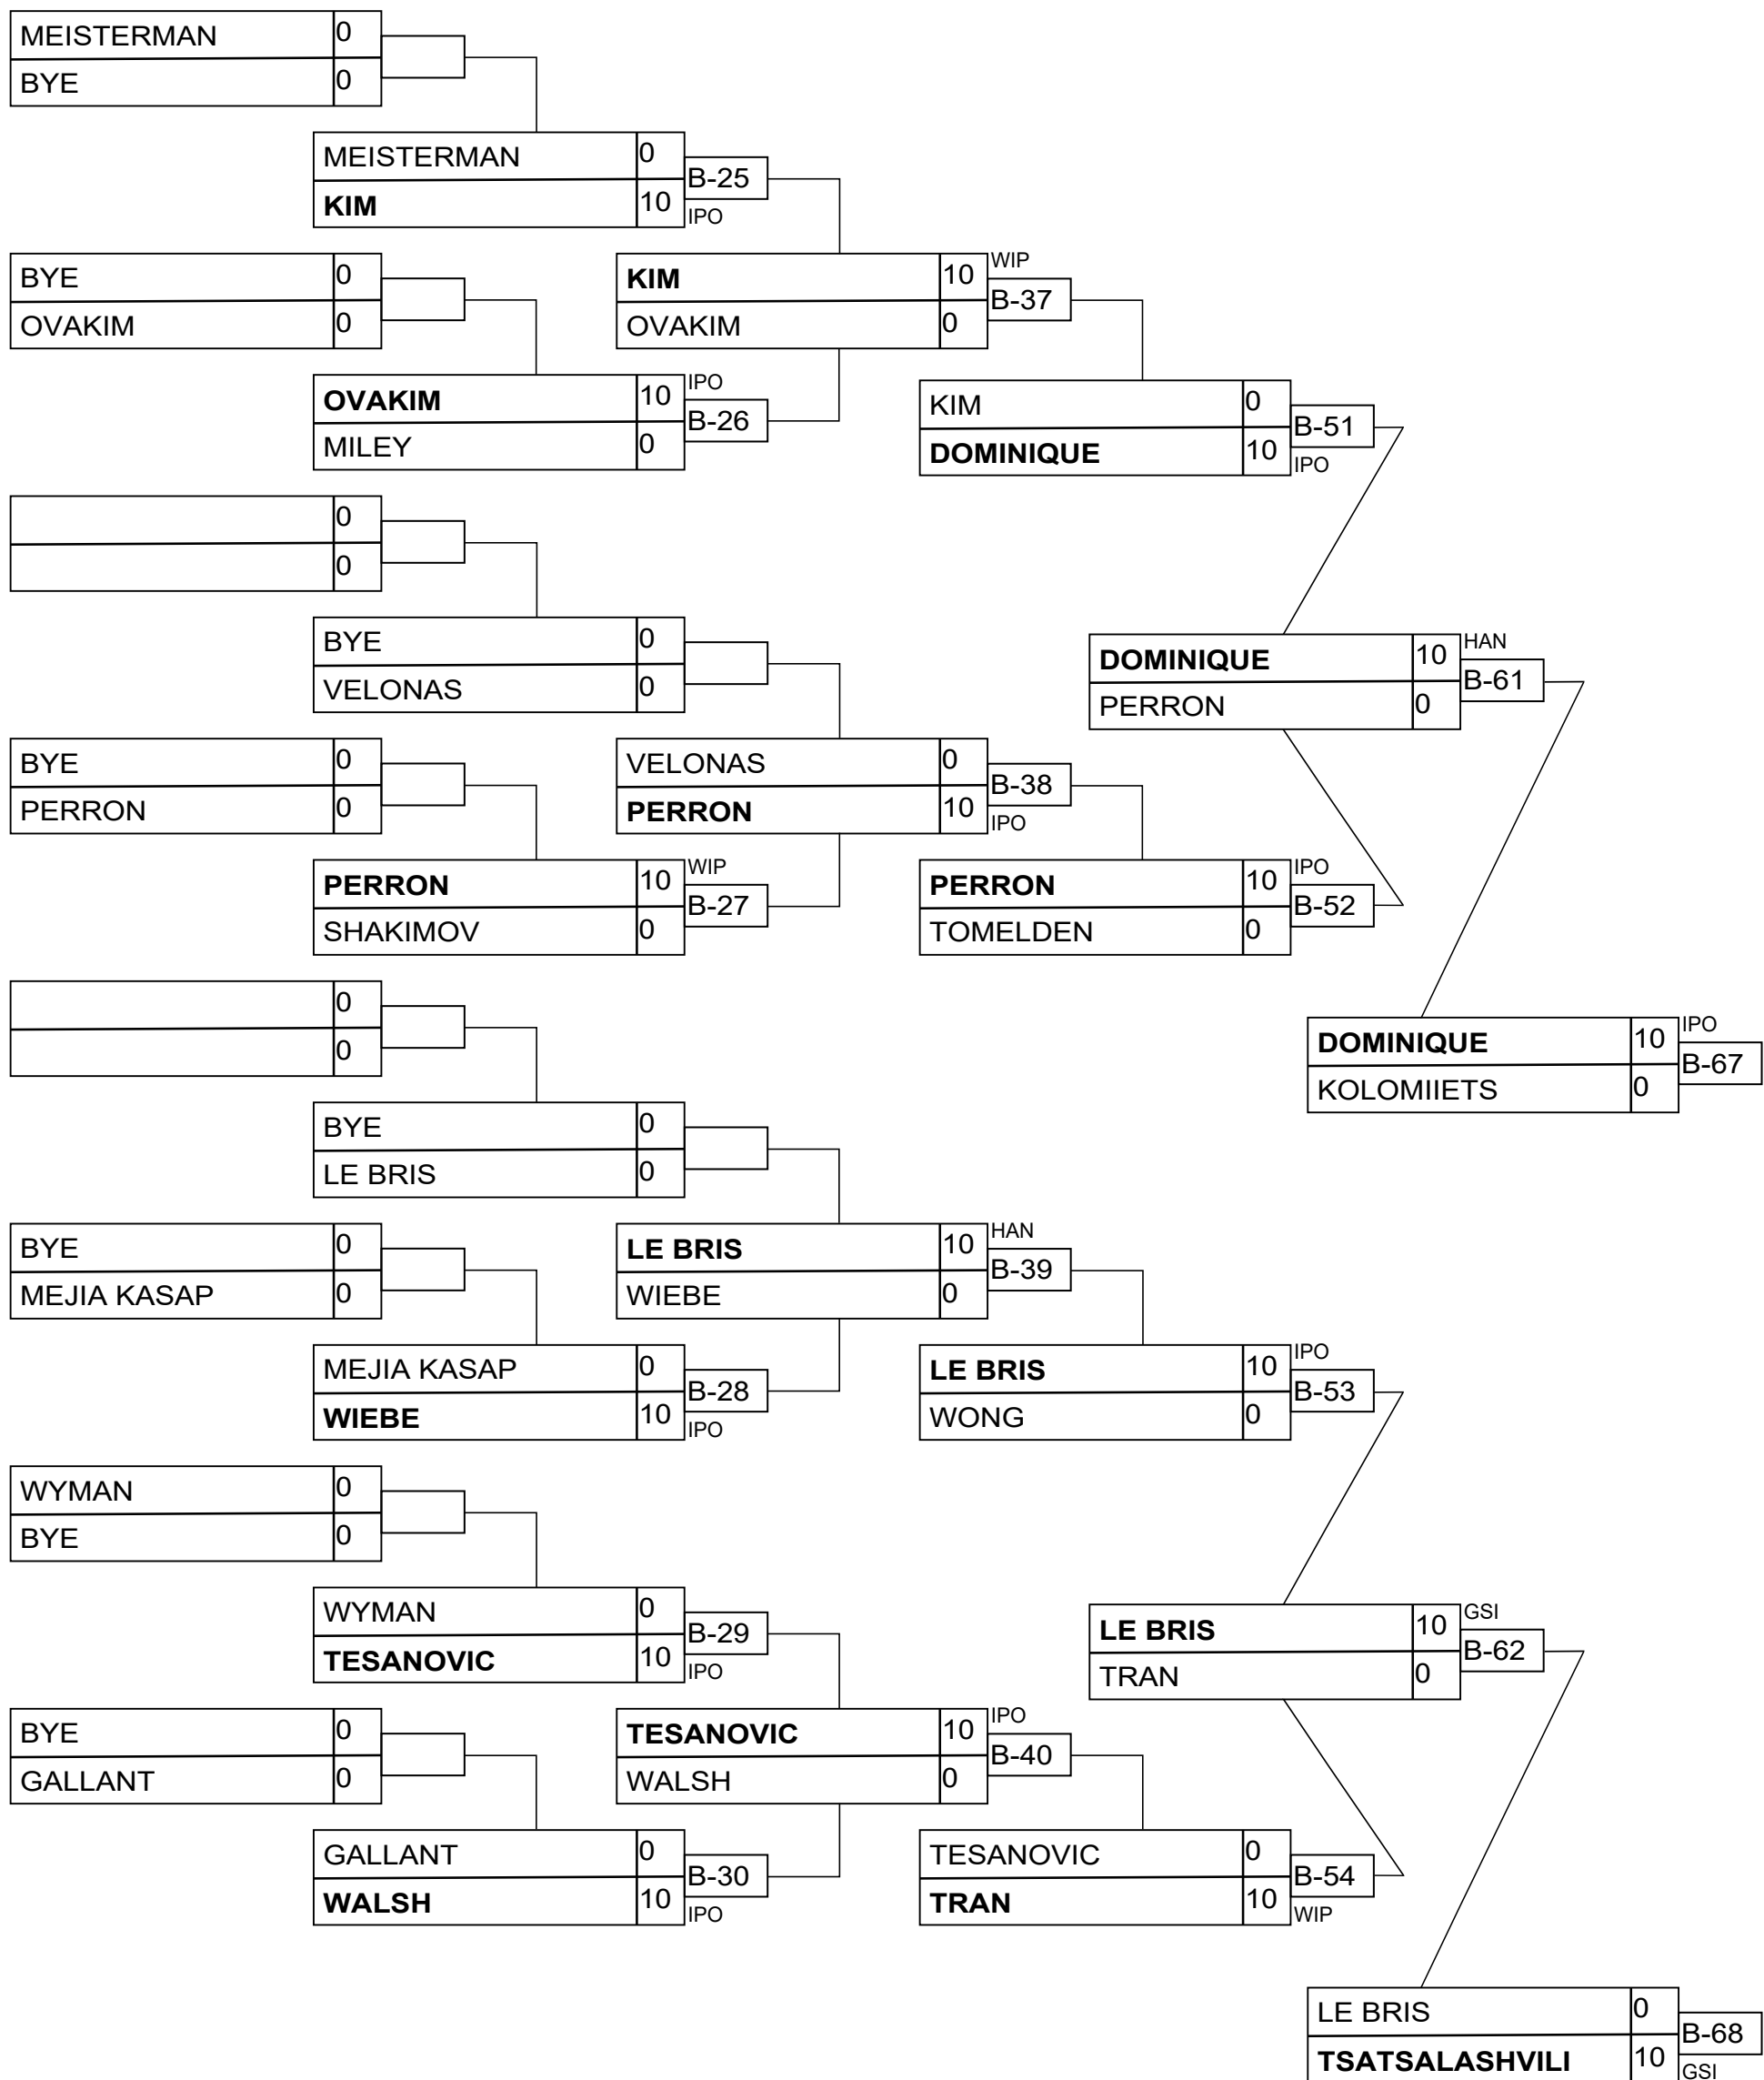 MEISTERMAN 0
BYE 0
MEISTERMAN 0
B-25
KIM 10
IPO
BYE 0
OVAKIM 0
KIM 10
WIP
B-37
OVAKIM 0
OVAKIM 10
IPO
B-26
MILEY 0
KIM 0
B-51
DOMINIQUE 10
IPO
0
0
BYE 0
VELONAS 0
DOMINIQUE 10
HAN
B-61
PERRON 0
BYE 0
PERRON 0
VELONAS 0
B-38
PERRON 10
IPO
PERRON 10
WIP
B-27
SHAKIMOV 0
PERRON 10
IPO
B-52
TOMELDEN 0
0
0
DOMINIQUE 10
IPO
B-67
KOLOMIIETS 0
BYE 0
LE BRIS 0
BYE 0
MEJIA KASAP 0
LE BRIS 10
HAN
B-39
WIEBE 0
MEJIA KASAP 0
B-28
WIEBE 10
IPO
LE BRIS 10
IPO
B-53
WONG 0
WYMAN 0
BYE 0
WYMAN 0
B-29
TESANOVIC 10
IPO
LE BRIS 10
GSI
B-62
TRAN 0
BYE 0
GALLANT 0
TESANOVIC 10
IPO
B-40
WALSH 0
GALLANT 0
B-30
WALSH 10
IPO
TESANOVIC 0
B-54
TRAN 10
WIP
LE BRIS 0
B-68
TSATSALASHVILI 10
GSI